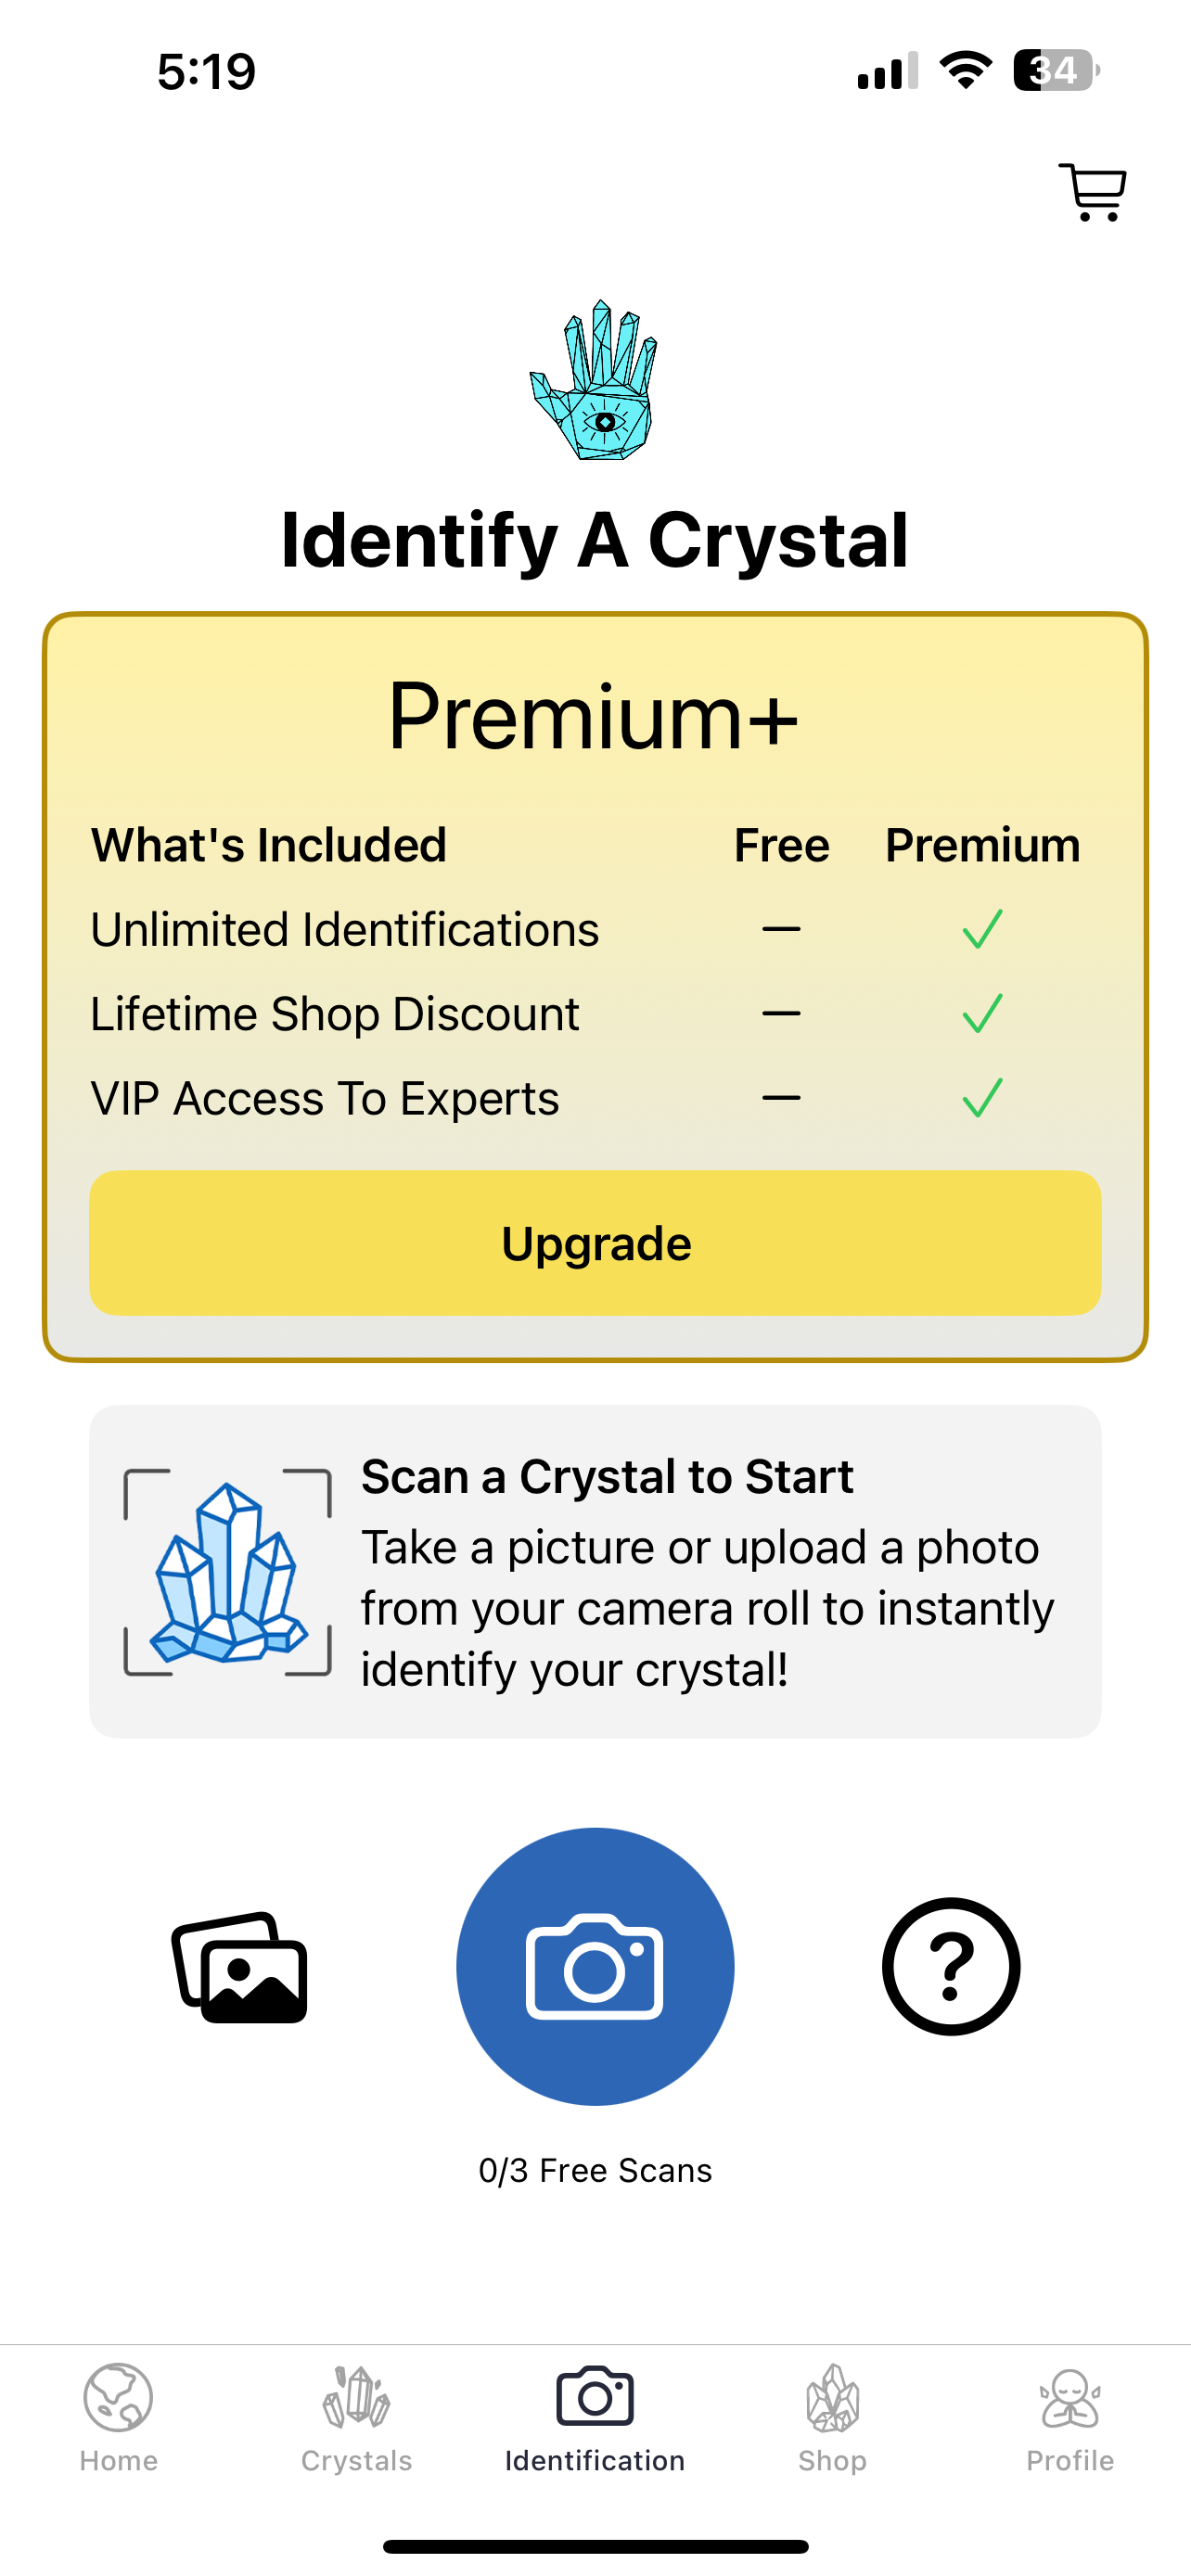 5:19
34
Identify A Crystal
Premium+
What's Included Free Premium
Unlimited Identifications
Lifetime Shop Discount
VIP Access To Experts
Upgrade
Scan a Crystal to Start
Take a picture or upload a photo
from your camera roll to instantly
identify your crystal!
0/3 Free Scans
Home Crystals Identification Shop Profile